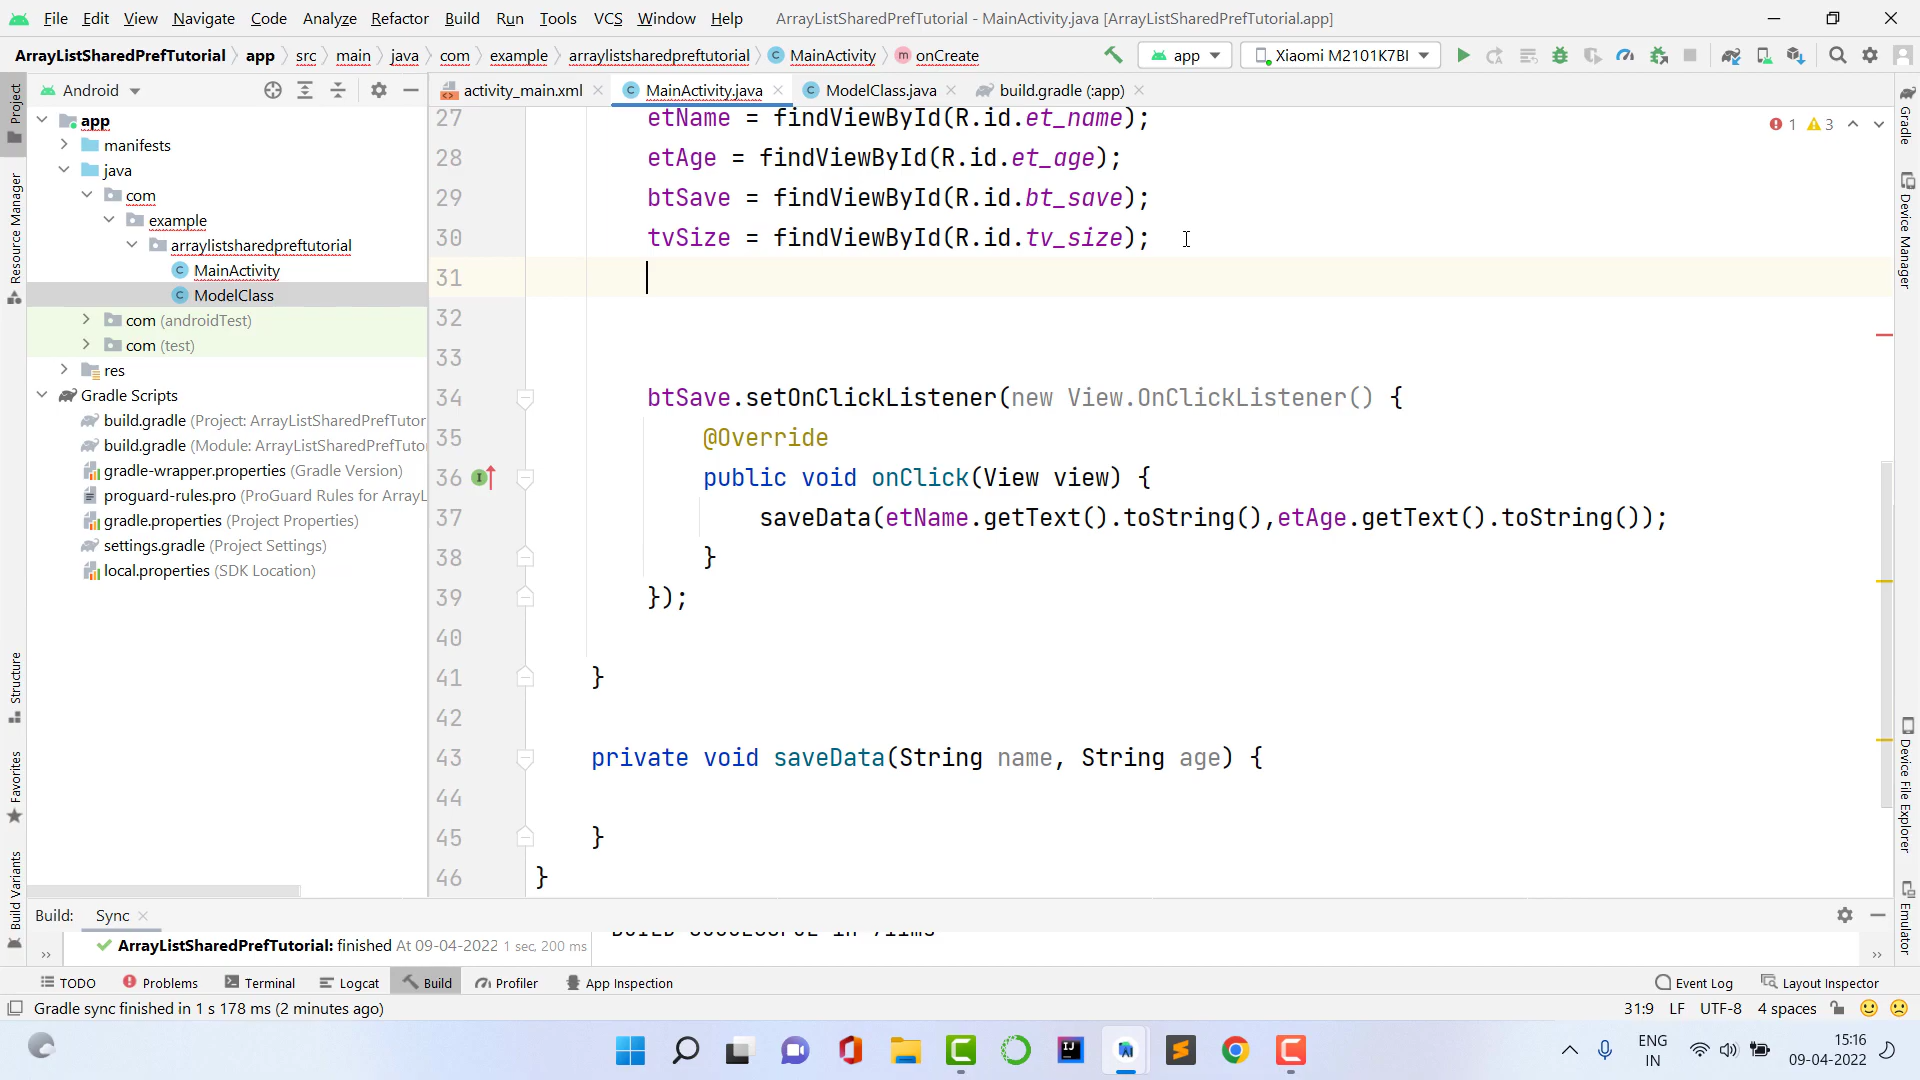 File Edit View Navigate Code Analyze Refactor Build Run Tools VCS Window Help ArrayListSharedPrefTutorial - MainActivity.java [ArrayListSharedPrefTutorial.app]
ArrayListSharedPrefTutorial app src main java com example arraylistsharedpreftutorial MainActivity onCreate app Xiaomi M2101K7BI
Android activity_main.xml MainActivity.java ModelClass.java build.gradle (:app)
app
manifests
java
com
example
arraylistsharedpreftutorial
MainActivity
ModelClass
com (androidTest)
com (test)
res
Gradle Scripts
build.gradle (Project: ArrayListSharedPrefTutor
build.gradle (Module: ArrayListSharedPrefTuto
gradle-wrapper.properties (Gradle Version)
proguard-rules.pro (ProGuard Rules for ArrayL
gradle.properties (Project Properties)
settings.gradle (Project Settings)
local.properties (SDK Location)
1 3
27 etName = findViewById(R.id.et_name);
28 etAge = findViewById(R.id.et_age);
29 btSave = findViewById(R.id.bt_save);
30 tvSize = findViewById(R.id.tv_size);
31
32
33
34 btSave.setOnClickListener(new View.OnClickListener() {
35 @Override
36 public void onClick(View view) {
37 saveData(etName.getText().toString(),etAge.getText().toString());
38 }
39 });
40
41 }
42
43 private void saveData(String name, String age) {
44
45 }
46 }
Project
Resource Manager
Structure
Favorites
Build Variants
Gradle
Device Manager
Device File Explorer
Emulator
Build: Sync
ArrayListSharedPrefTutorial: finished At 09-04-2022 1 sec, 200 ms
BUILD SUCCESSFUL in 711ms
TODO Problems Terminal Logcat Build Profiler App Inspection Event Log Layout Inspector
Gradle sync finished in 1 s 178 ms (2 minutes ago) 31:9 LF UTF-8 4 spaces
ENG
IN
15:16
09-04-2022